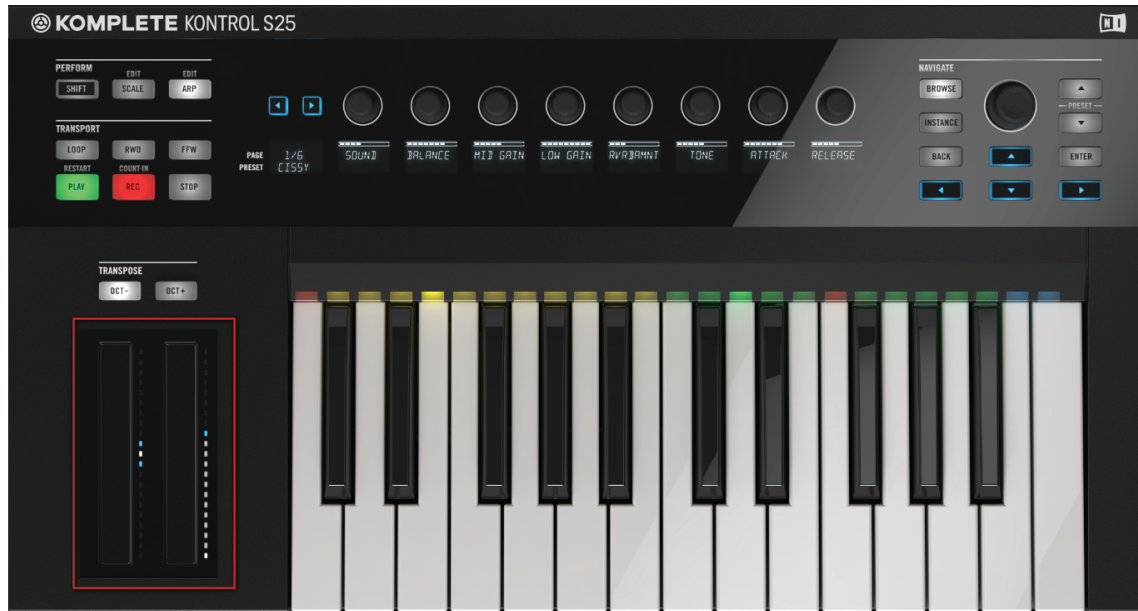 KOMPLETE KONTROL S25
NI
PERFORM
EDIT EDIT
SHIFT SCALE ARP
TRANSPORT
LOOP RWD FFW
RESTART COUNT-IN
PLAY REC STOP
PAGE 1/6
PRESET CISSY
SOUND BALANCE MID GAIN LOW GAIN RVRBAMNT TONE ATTACK RELEASE
NAVIGATE
BROWSE
PRESET
INSTANCE
BACK ENTER
TRANSPOSE
OCT- OCT+